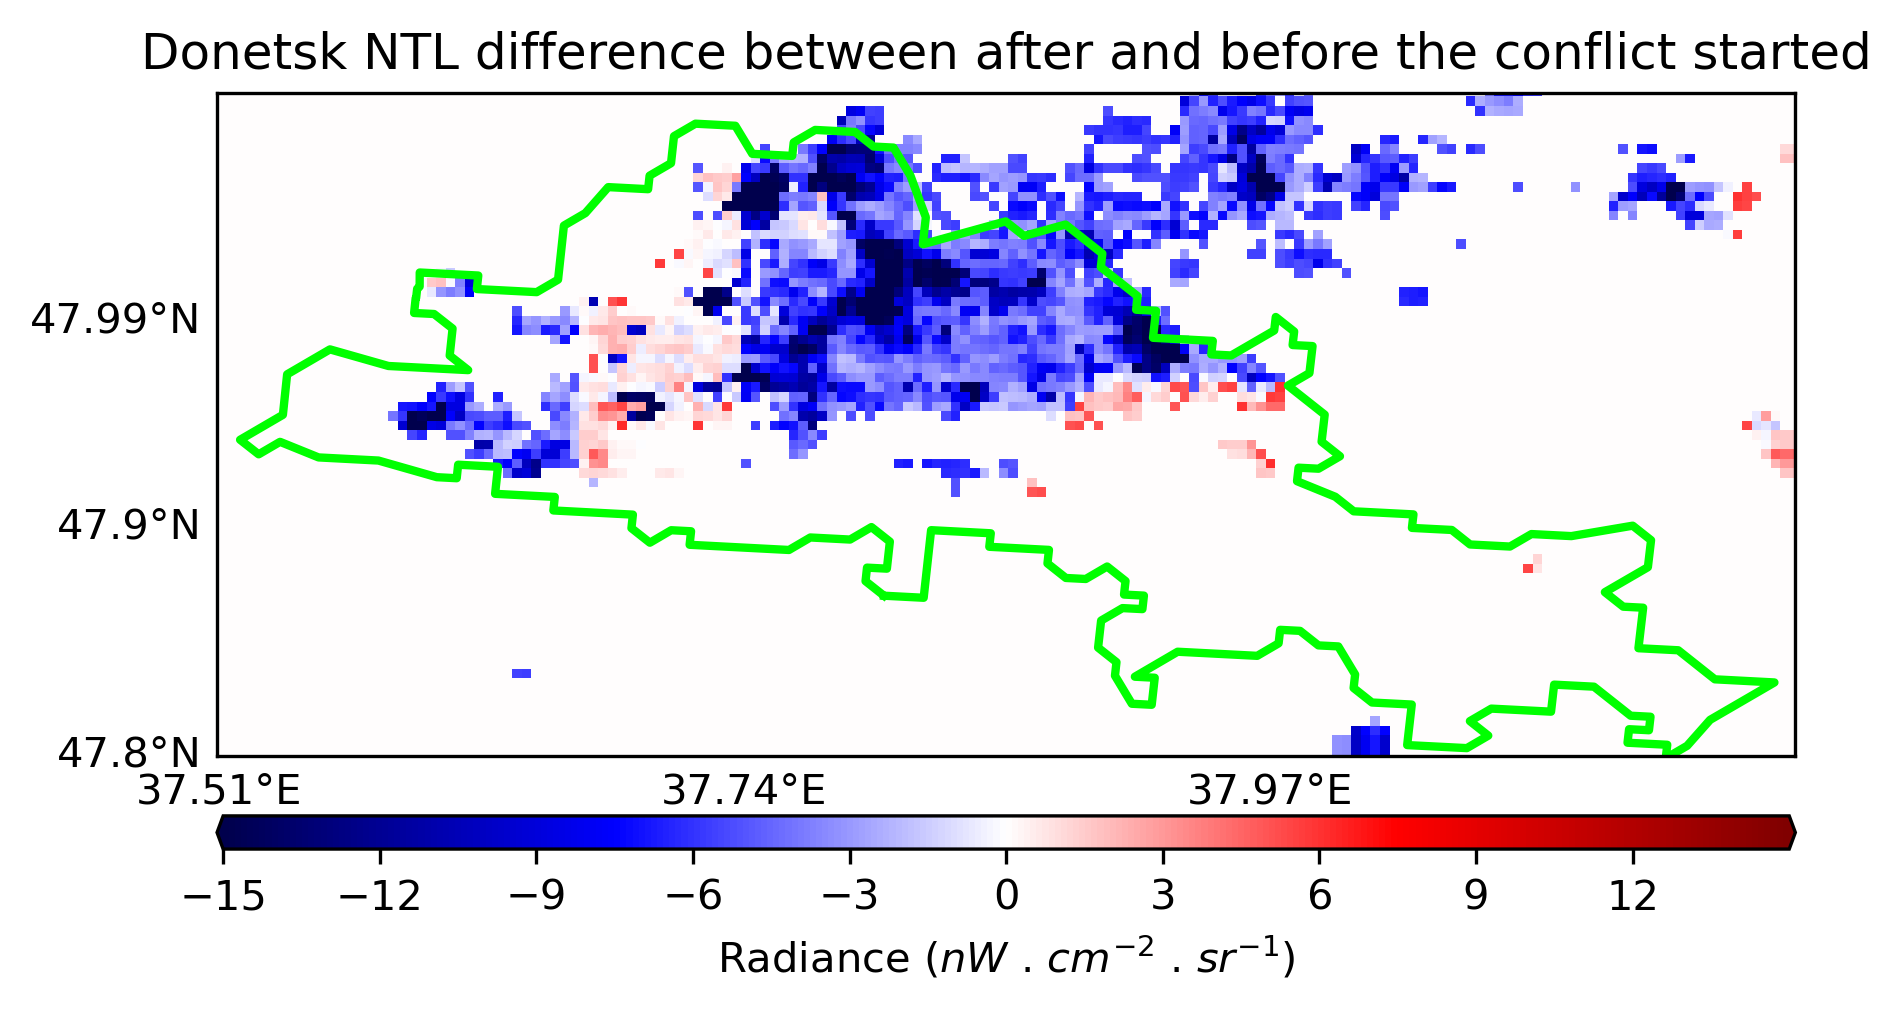 Donetsk NTL difference between after and before the conflict started
47.99°N
47.9°N
47.8°N
37.51°E 37.74°E 37.97°E
−15 −12 −9 −6 −3 0 3 6 9 12
Radiance (nW . cm⁻² . sr⁻¹)